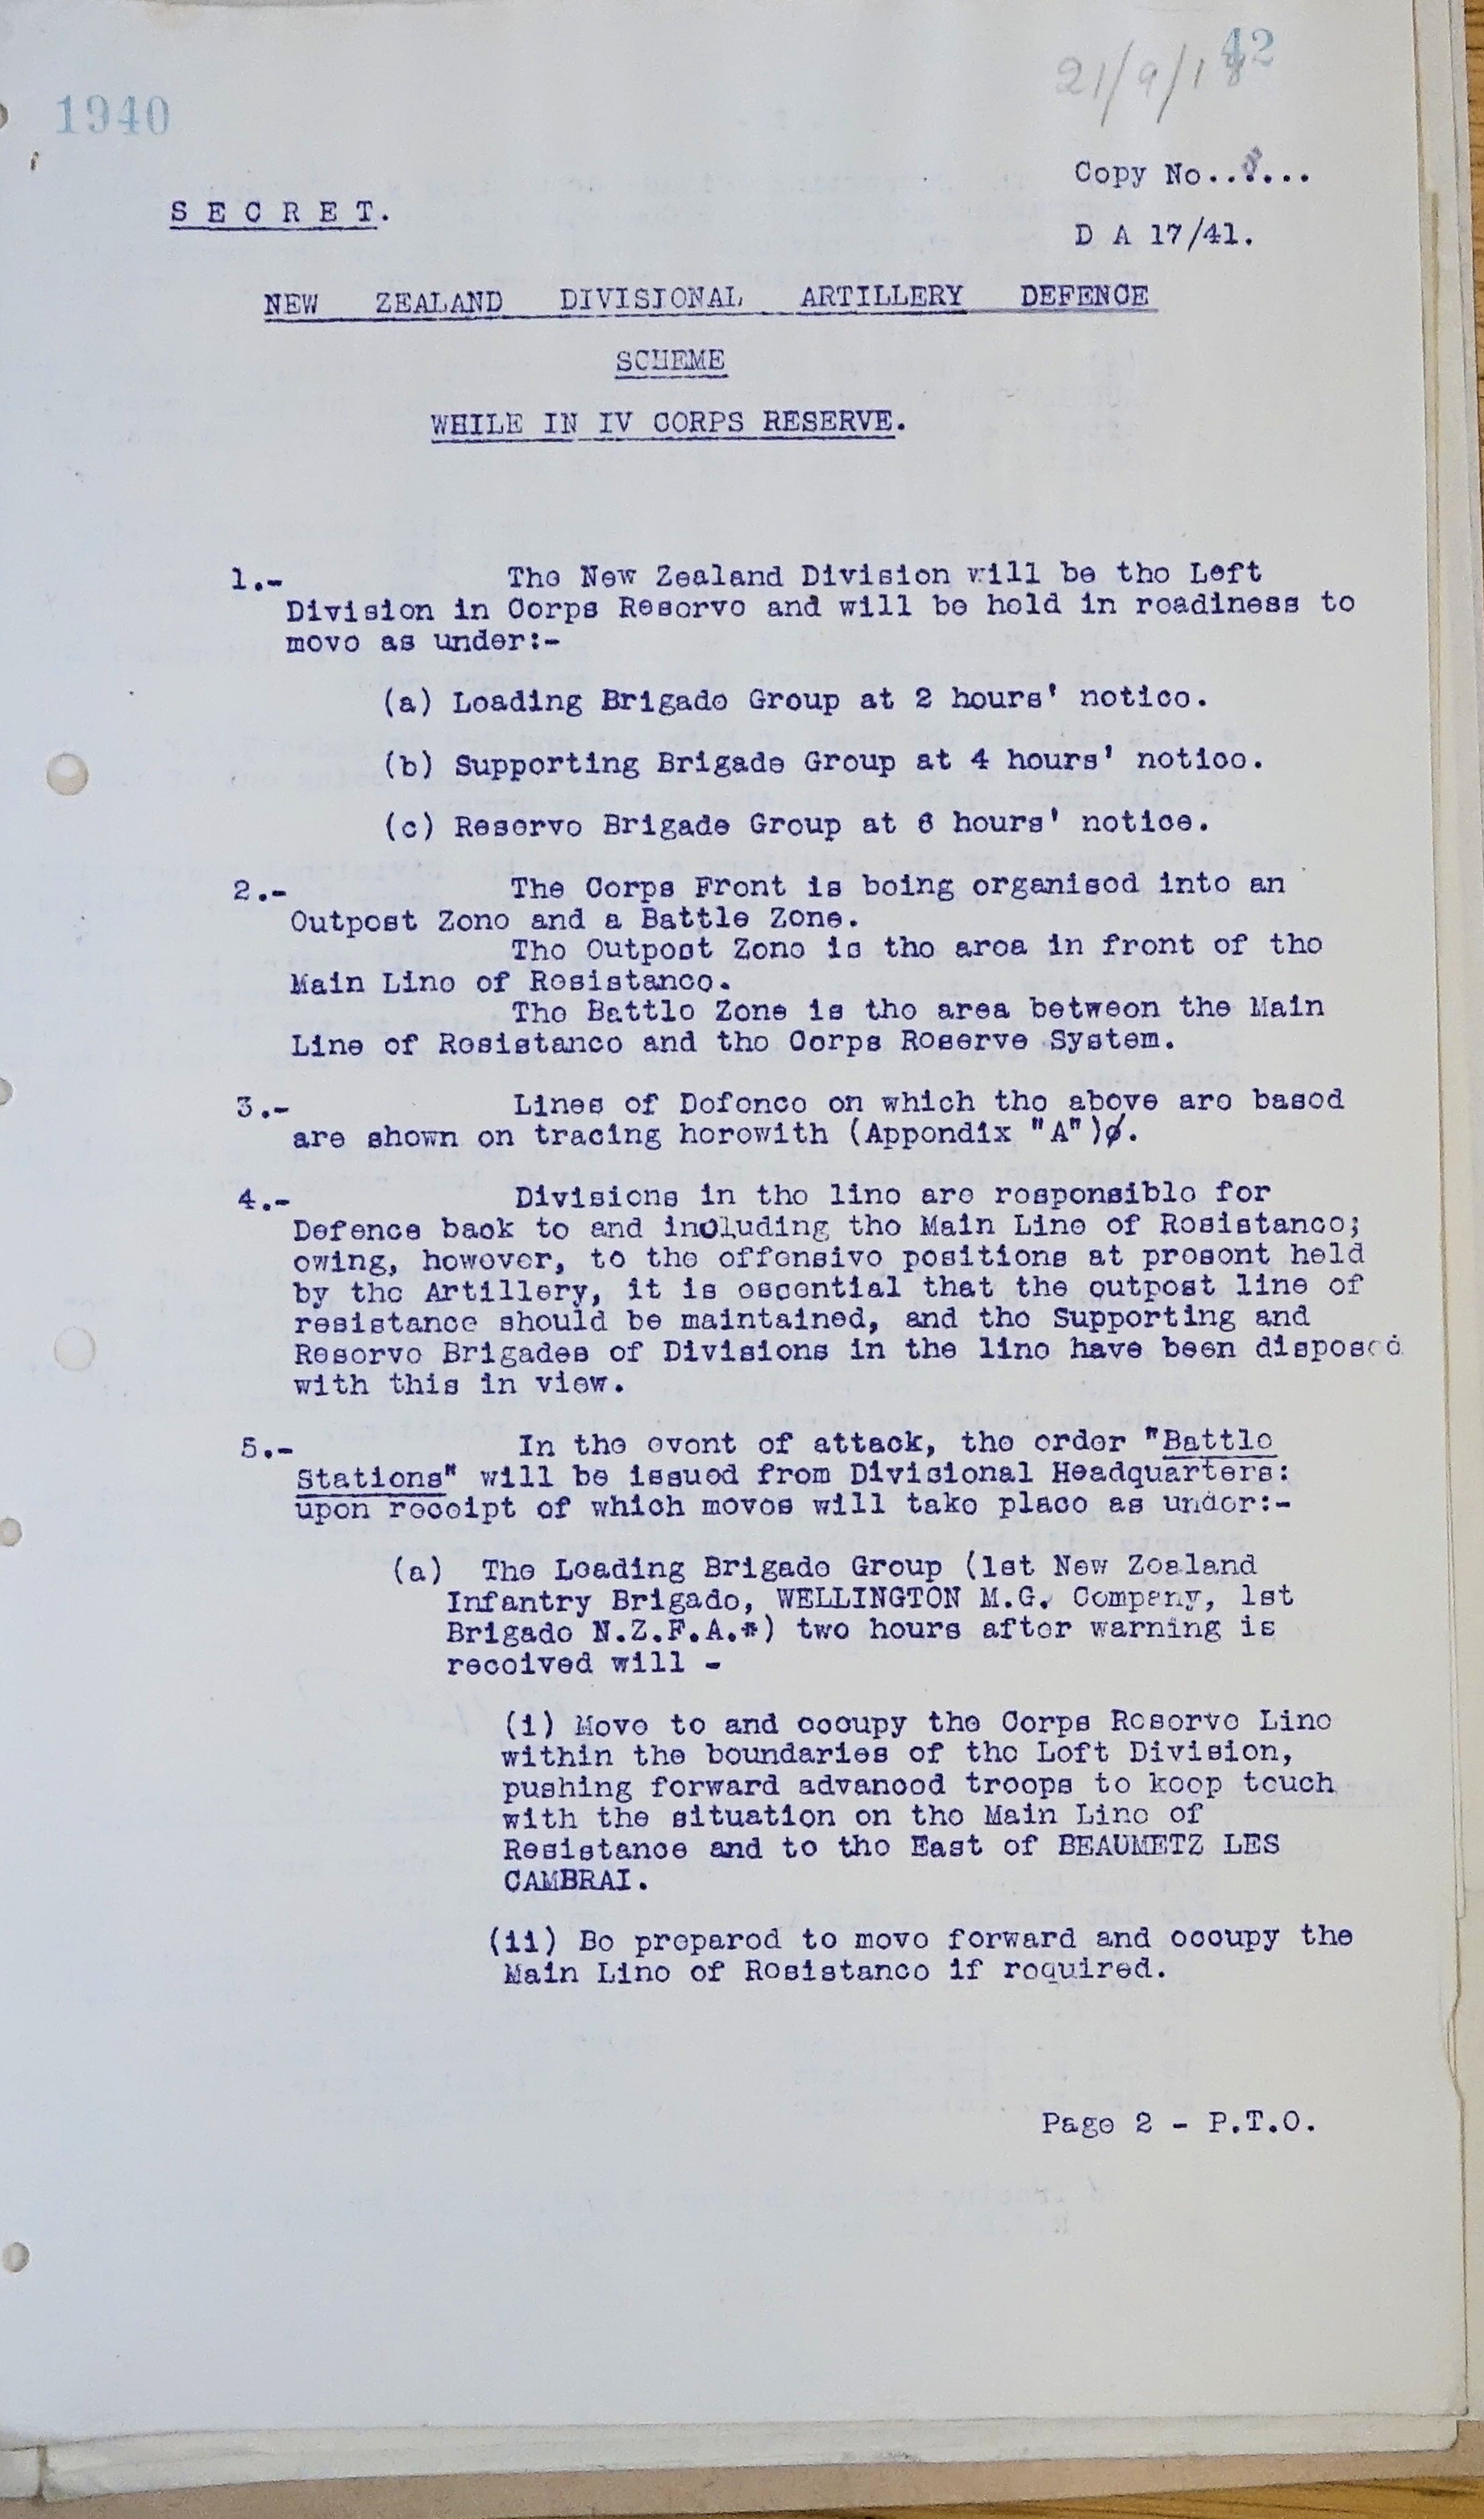 42
21/9/18
1940
Copy No.......
S E C R E T.
D A 17/41.
NEW ZEALAND DIVISIONAL ARTILLERY DEFENCE
SCHEME
WHILE IN IV CORPS RESERVE.
1.- The New Zealand Division will be the Left
Division in Corps Reserve and will be held in readiness to
move as under:-
(a) Leading Brigade Group at 2 hours' notice.
(b) Supporting Brigade Group at 4 hours' notice.
(c) Reserve Brigade Group at 6 hours' notice.
2.- The Corps Front is being organised into an
Outpost Zone and a Battle Zone.
The Outpost Zone is the area in front of the
Main Line of Resistance.
The Battle Zone is the area between the Main
Line of Resistance and the Corps Reserve System.
3.- Lines of Defence on which the above are based
are shown on tracing herewith (Appendix "A")ø.
4.- Divisions in the line are responsible for
Defence back to and including the Main Line of Resistance;
owing, however, to the offensive positions at present held
by the Artillery, it is essential that the outpost line of
resistance should be maintained, and the Supporting and
Reserve Brigades of Divisions in the line have been disposed
with this in view.
5.- In the event of attack, the order "Battle
Stations" will be issued from Divisional Headquarters:
upon receipt of which moves will take place as under:-
(a) The Leading Brigade Group (1st New Zealand
Infantry Brigade, WELLINGTON M.G. Company, 1st
Brigade N.Z.F.A.*) two hours after warning is
received will -
(i) Move to and occupy the Corps Reserve Line
within the boundaries of the Left Division,
pushing forward advanced troops to keep touch
with the situation on the Main Line of
Resistance and to the East of BEAUMETZ LES
CAMBRAI.
(ii) Be prepared to move forward and occupy the
Main Line of Resistance if required.
Page 2 - P.T.O.